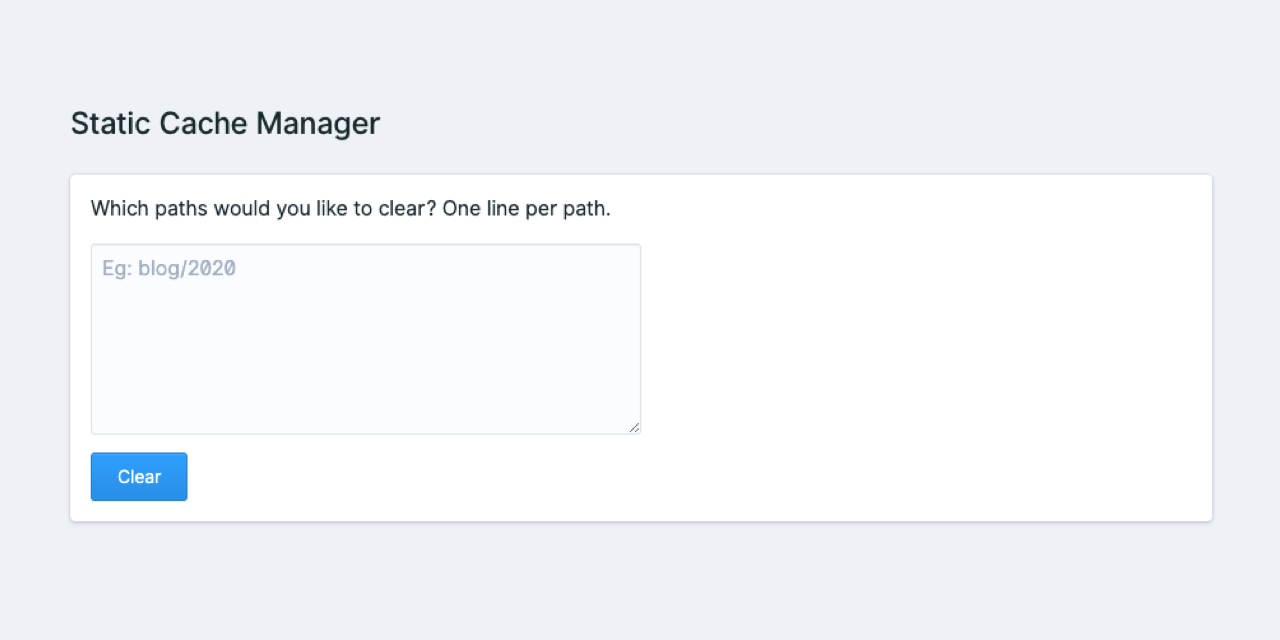 Static Cache Manager
Which paths would you like to clear? One line per path.
Eg: blog/2020
Clear